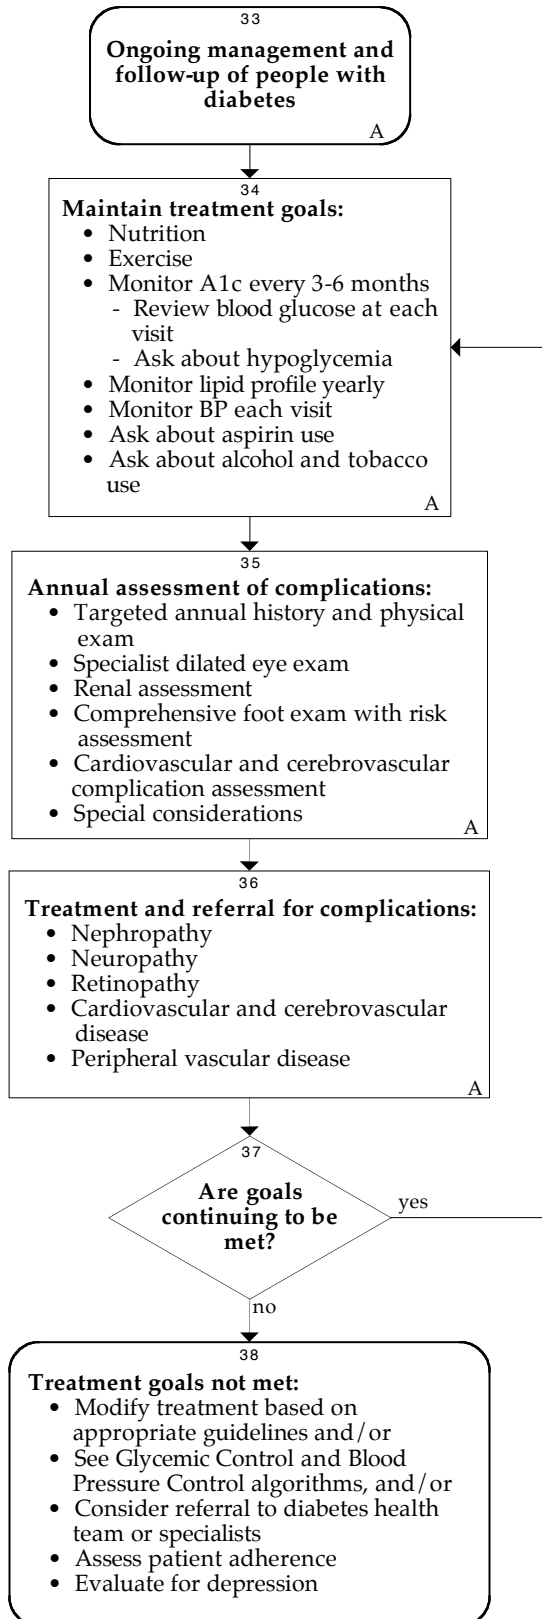 33
Ongoing management and
follow-up of people with
diabetes
A
34
Maintain treatment goals:
• Nutrition
• Exercise
• Monitor A1c every 3-6 months
- Review blood glucose at each
visit
- Ask about hypoglycemia
• Monitor lipid profile yearly
• Monitor BP each visit
• Ask about aspirin use
• Ask about alcohol and tobacco
use
A
35
Annual assessment of complications:
• Targeted annual history and physical
exam
• Specialist dilated eye exam
• Renal assessment
• Comprehensive foot exam with risk
assessment
• Cardiovascular and cerebrovascular
complication assessment
• Special considerations
A
36
Treatment and referral for complications:
• Nephropathy
• Neuropathy
• Retinopathy
• Cardiovascular and cerebrovascular
disease
• Peripheral vascular disease
A
37
Are goals
continuing to be
met?
yes
no
38
Treatment goals not met:
• Modify treatment based on
appropriate guidelines and/or
• See Glycemic Control and Blood
Pressure Control algorithms, and/or
• Consider referral to diabetes health
team or specialists
• Assess patient adherence
• Evaluate for depression